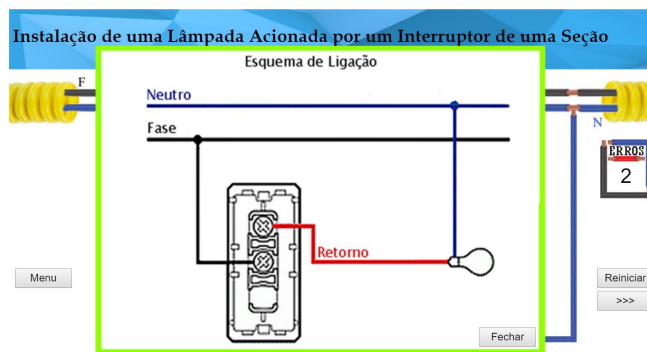 Instalação de uma Lâmpada Acionada por um Interruptor de uma Seção
Esquema de Ligação
F
Neutro
Fase
N
ERROS
2
Retorno
Menu
Reiniciar
>>>
Fechar